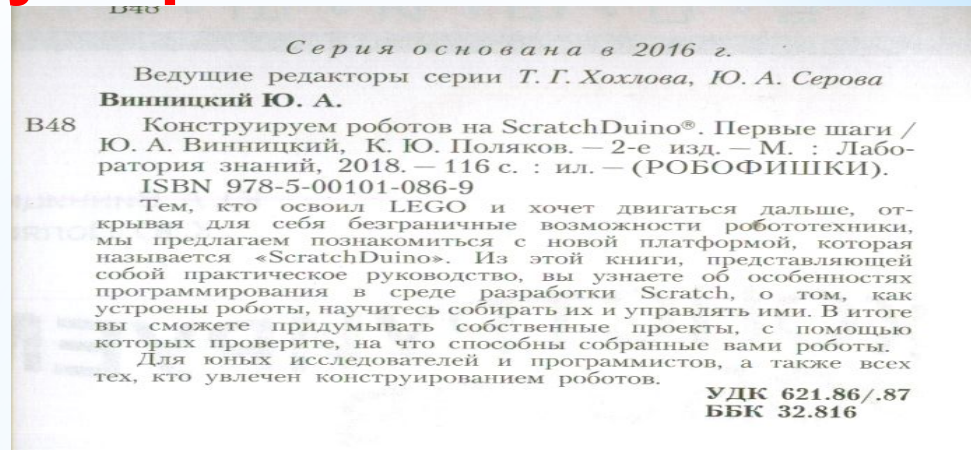 В48
Серия основана в 2016 г.
Ведущие редакторы серии Т. Г. Хохлова, Ю. А. Серова
Винницкий Ю. А.
В48 Конструируем роботов на ScratchDuino®. Первые шаги /
Ю. А. Винницкий, К. Ю. Поляков. — 2-е изд. — М. : Лабо-
ратория знаний, 2018. — 116 с. : ил. — (РОБОФИШКИ).
ISBN 978-5-00101-086-9
Тем, кто освоил LEGO и хочет двигаться дальше, от-
крывая для себя безграничные возможности робототехники,
мы предлагаем познакомиться с новой платформой, которая
называется «ScratchDuino». Из этой книги, представляющей
собой практическое руководство, вы узнаете об особенностях
программирования в среде разработки Scratch, о том, как
устроены роботы, научитесь собирать их и управлять ими. В итоге
вы сможете придумывать собственные проекты, с помощью
которых проверите, на что способны собранные вами роботы.
Для юных исследователей и программистов, а также всех
тех, кто увлечен конструированием роботов.
УДК 621.86/.87
ББК 32.816